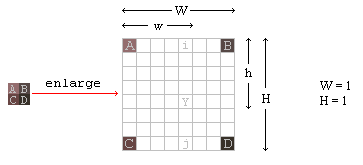 W
w
A i B
h
A B
C D
enlarge
Y
H
W = 1
H = 1
C j D